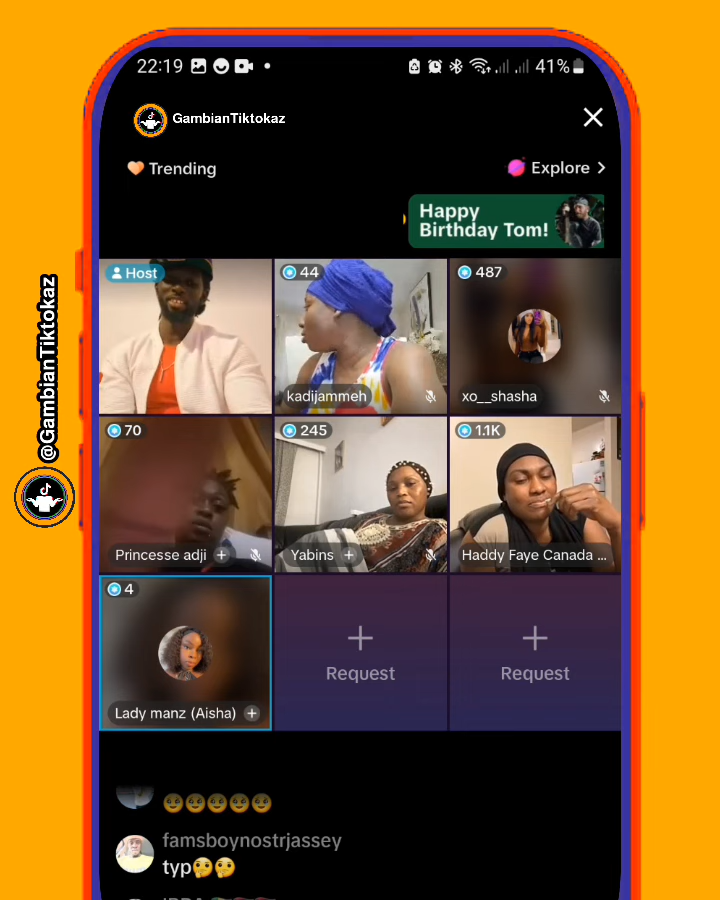 22:19
41%
GambianTiktokaz
🧡 Trending
Explore >
Happy
Birthday Tom!
Host
44
487
kadijammeh
xo__shasha
70
245
1.1K
Princesse adji +
Yabins +
Haddy Faye Canada ...
4
Request
Request
Lady manz (Aisha) +
🥹🥹🥹🥹🥹
famsboynostrjassey
typ🤔🤔
@GambianTiktokaz